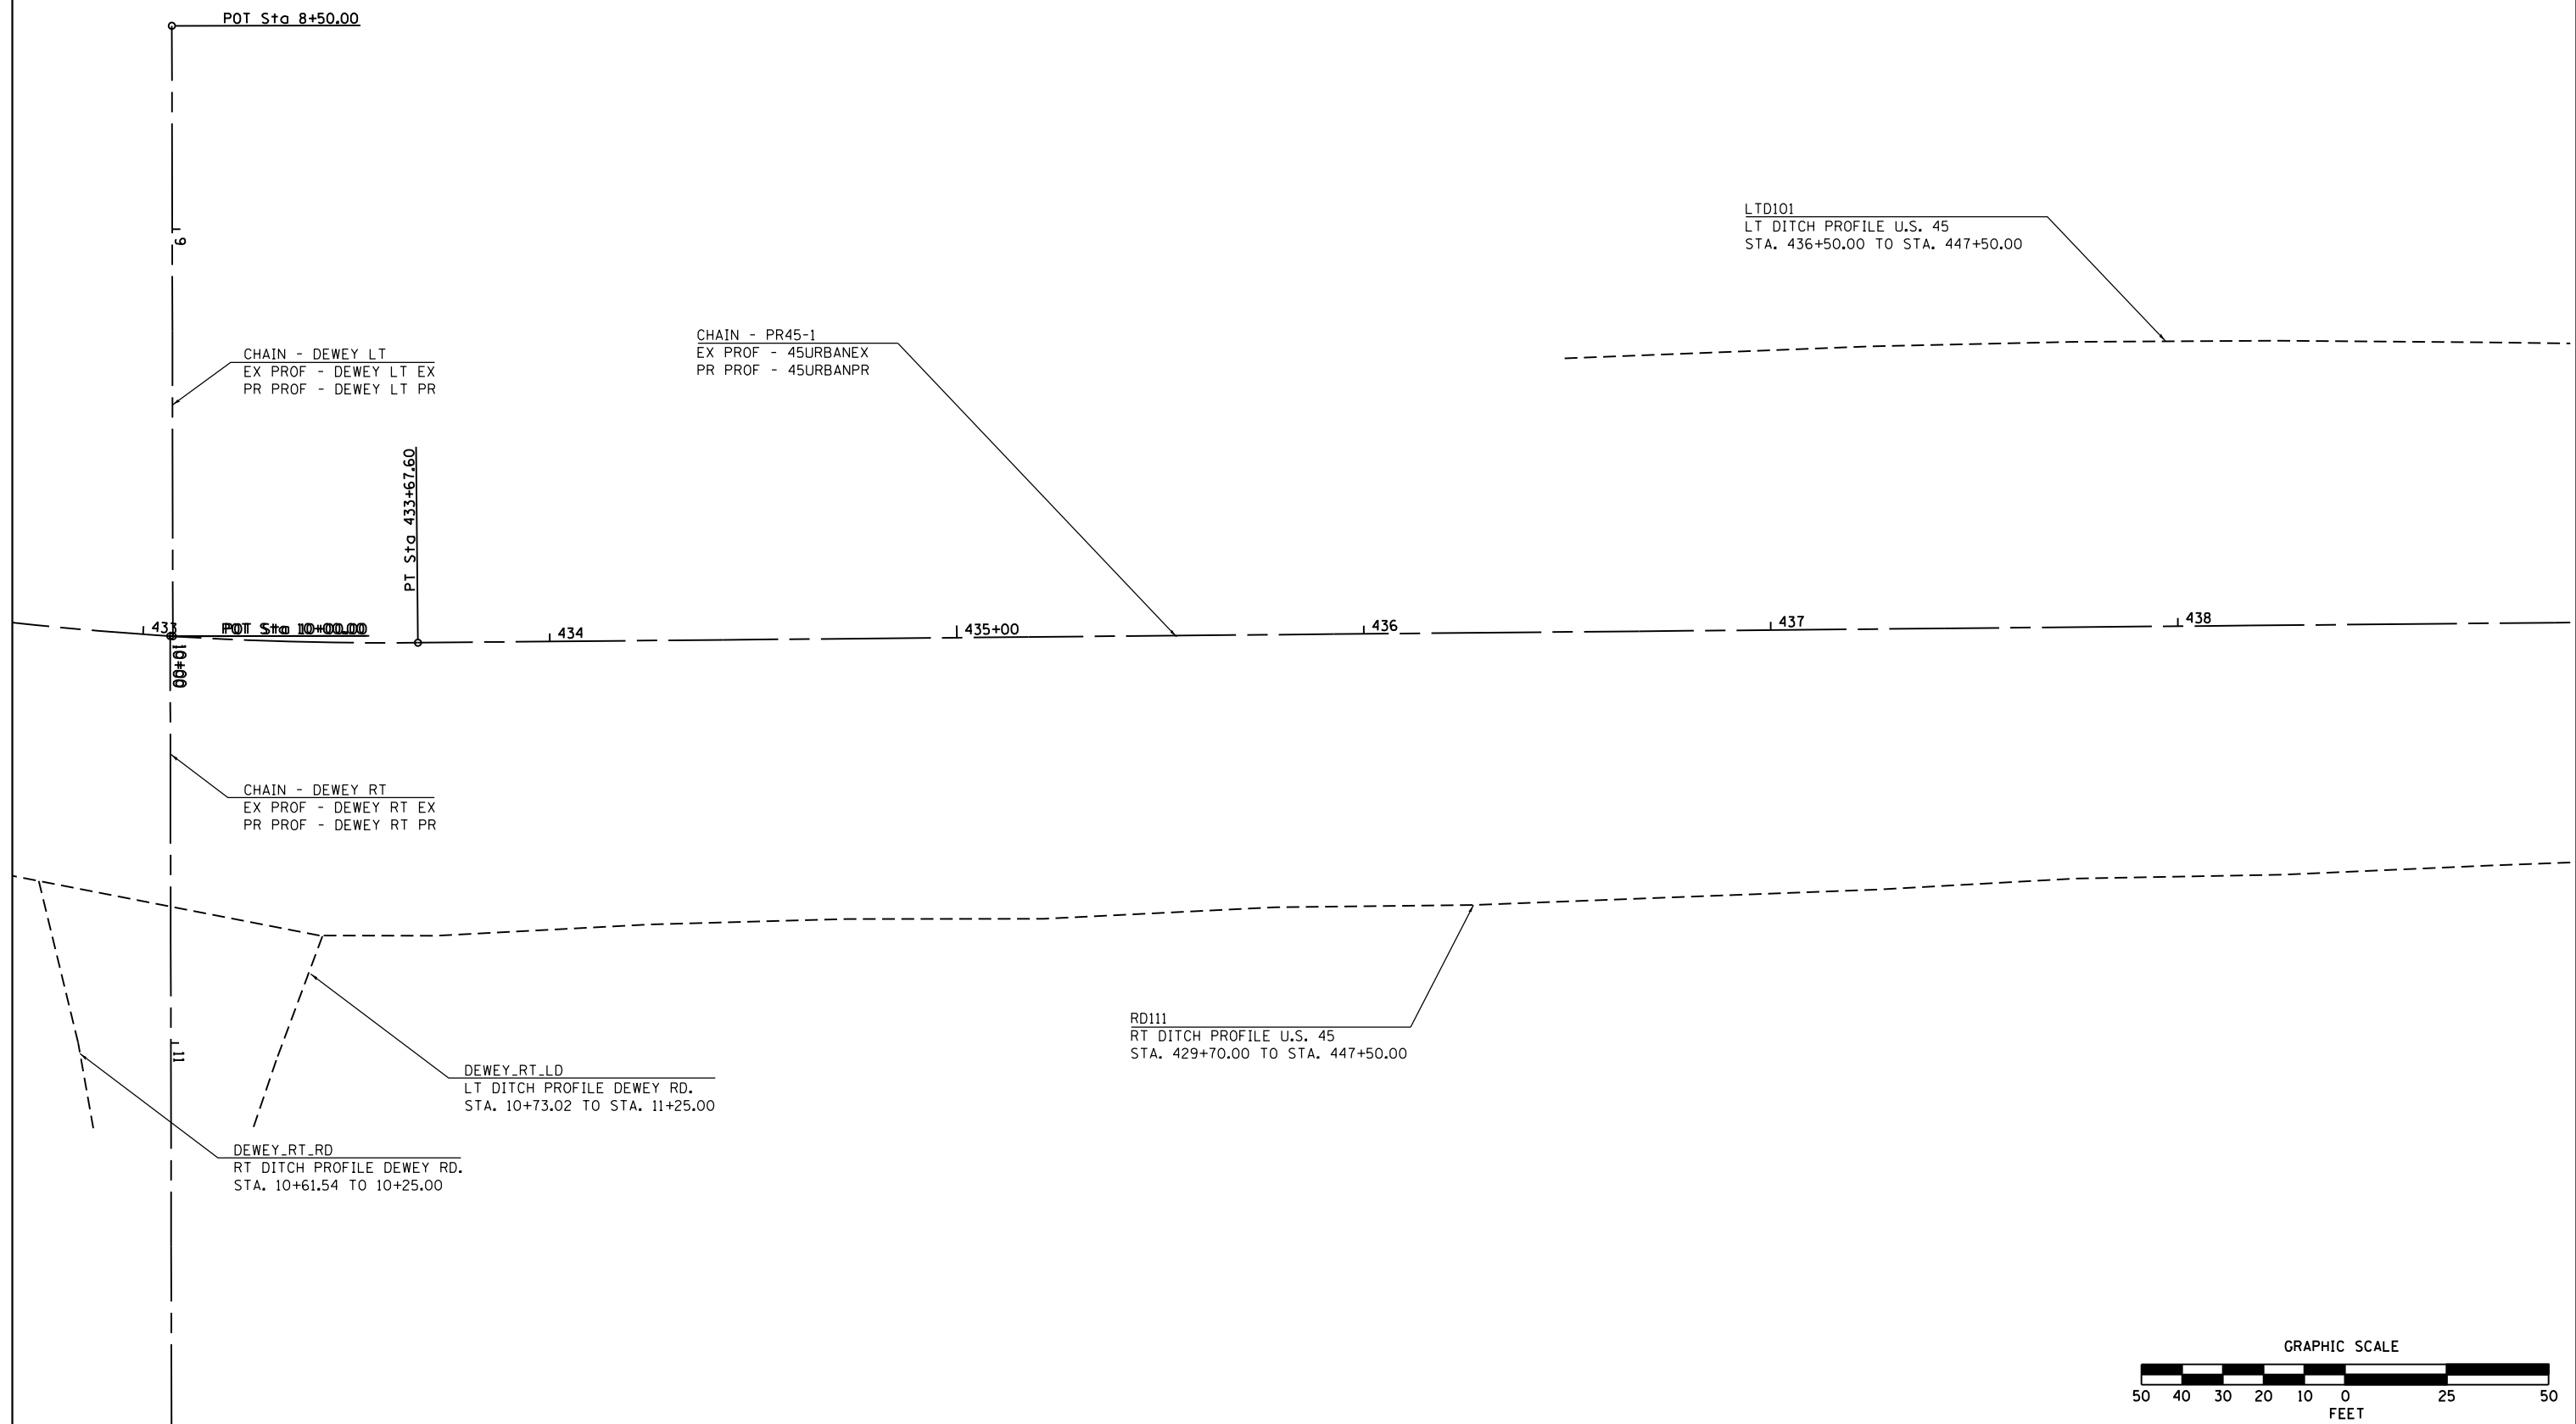 POT Sta 8+50.00
9
LTD101
LT DITCH PROFILE U.S. 45
STA. 436+50.00 TO STA. 447+50.00
CHAIN - PR45-1
EX PROF - 45URBANEX
PR PROF - 45URBANPR
CHAIN - DEWEY LT
EX PROF - DEWEY LT EX
PR PROF - DEWEY LT PR
PT Sta 433+67.60
433
POT Sta 10+00.00
434
435+00
436
437
438
10+00
CHAIN - DEWEY RT
EX PROF - DEWEY RT EX
PR PROF - DEWEY RT PR
RD111
RT DITCH PROFILE U.S. 45
STA. 429+70.00 TO STA. 447+50.00
11
DEWEY_RT_LD
LT DITCH PROFILE DEWEY RD.
STA. 10+73.02 TO STA. 11+25.00
DEWEY_RT_RD
RT DITCH PROFILE DEWEY RD.
STA. 10+61.54 TO 10+25.00
GRAPHIC SCALE
50 40 30 20 10 0 25 50
FEET